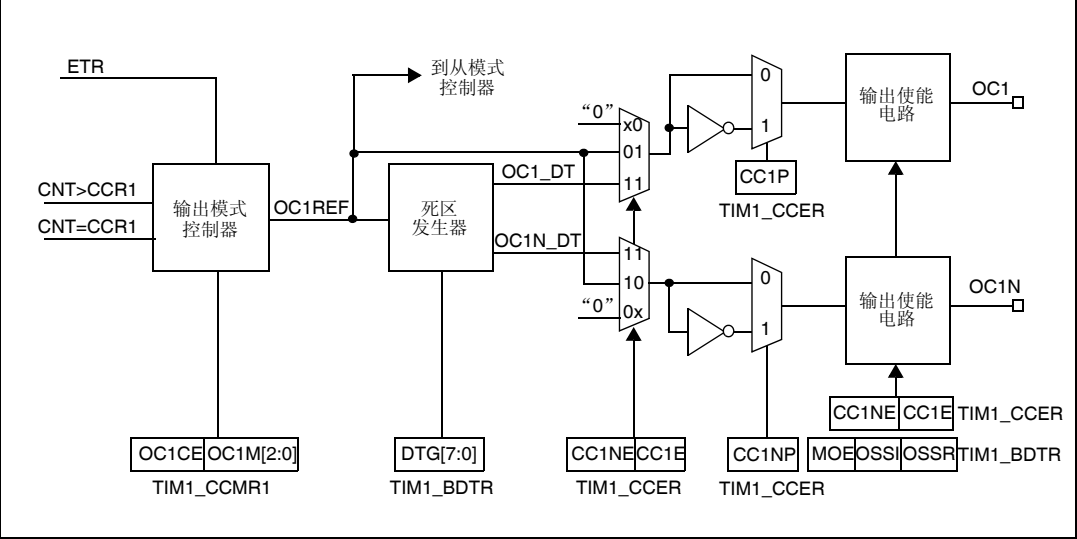 ETR
到从模式
控制器
CNT>CCR1
CNT=CCR1
输出模式
控制器
OC1REF
死区
发生器
OC1_DT
OC1N_DT
“0”
x0
01
11
11
10
0x
“0”
0
1
CC1P
TIM1_CCER
0
1
输出使能
电路
OC1
输出使能
电路
OC1N
OC1CE OC1M[2:0]
TIM1_CCMR1
DTG[7:0]
TIM1_BDTR
CC1NE CC1E
TIM1_CCER
CC1NP
TIM1_CCER
CC1NE CC1E TIM1_CCER
MOE OSSI OSSR TIM1_BDTR